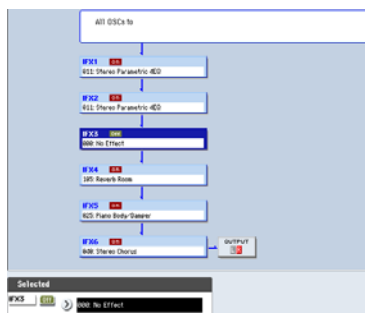 All OSCs to
IFX1 ON
011: Stereo Parametric 4EQ
IFX2 ON
011: Stereo Parametric 4EQ
IFX3 OFF
000: No Effect
IFX4 ON
105: Reverb Room
IFX5 ON
025: Piano Body/Damper
IFX6 ON
040: Stereo Chorus
OUTPUT
Selected
IFX3 Off
000: No Effect